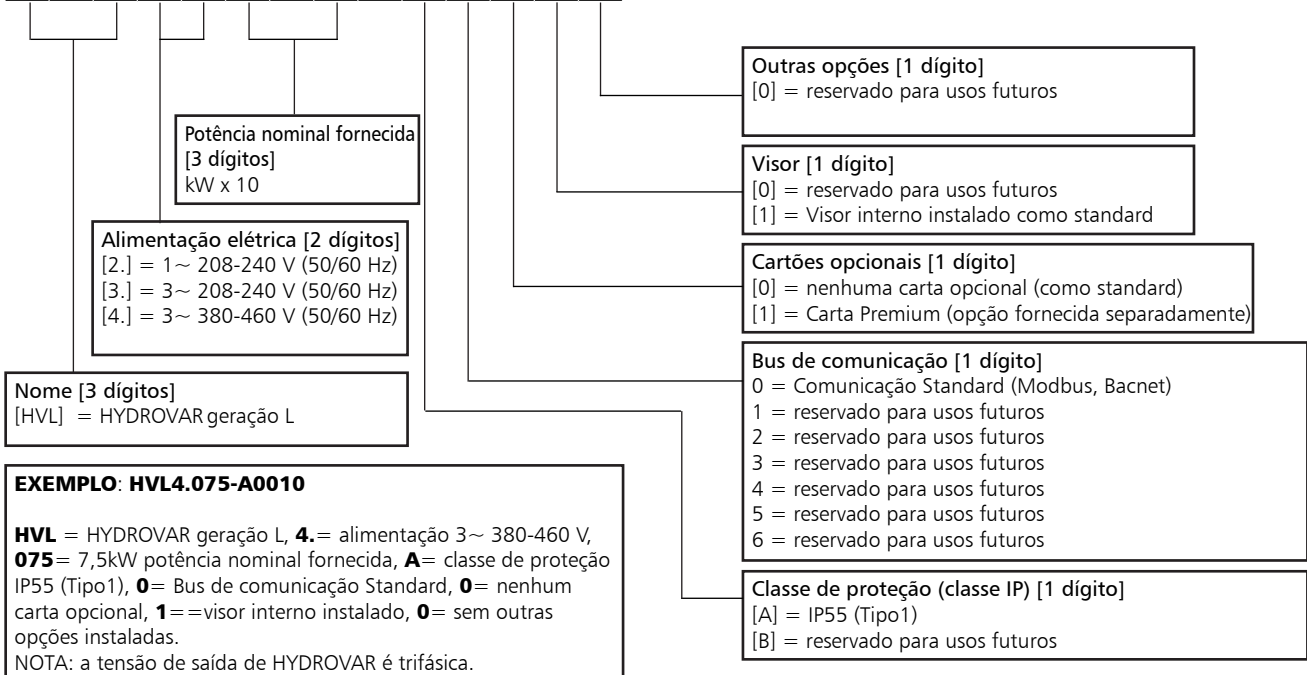 Potência nominal fornecida
[3 dígitos]
kW x 10
Alimentação elétrica [2 dígitos]
[2.] = 1~ 208-240 V (50/60 Hz)
[3.] = 3~ 208-240 V (50/60 Hz)
[4.] = 3~ 380-460 V (50/60 Hz)
Nome [3 dígitos]
[HVL] = HYDROVAR geração L
EXEMPLO: HVL4.075-A0010
HVL = HYDROVAR geração L, 4.= alimentação 3~ 380-460 V,
075= 7,5kW potência nominal fornecida, A= classe de proteção
IP55 (Tipo1), 0= Bus de comunicação Standard, 0= nenhum
carta opcional, 1==visor interno instalado, 0= sem outras
opções instaladas.
NOTA: a tensão de saída de HYDROVAR é trifásica.
Outras opções [1 dígito]
[0] = reservado para usos futuros
Visor [1 dígito]
[0] = reservado para usos futuros
[1] = Visor interno instalado como standard
Cartões opcionais [1 dígito]
[0] = nenhuma carta opcional (como standard)
[1] = Carta Premium (opção fornecida separadamente)
Bus de comunicação [1 dígito]
0 = Comunicação Standard (Modbus, Bacnet)
1 = reservado para usos futuros
2 = reservado para usos futuros
3 = reservado para usos futuros
4 = reservado para usos futuros
5 = reservado para usos futuros
6 = reservado para usos futuros
Classe de proteção (classe IP) [1 dígito]
[A] = IP55 (Tipo1)
[B] = reservado para usos futuros